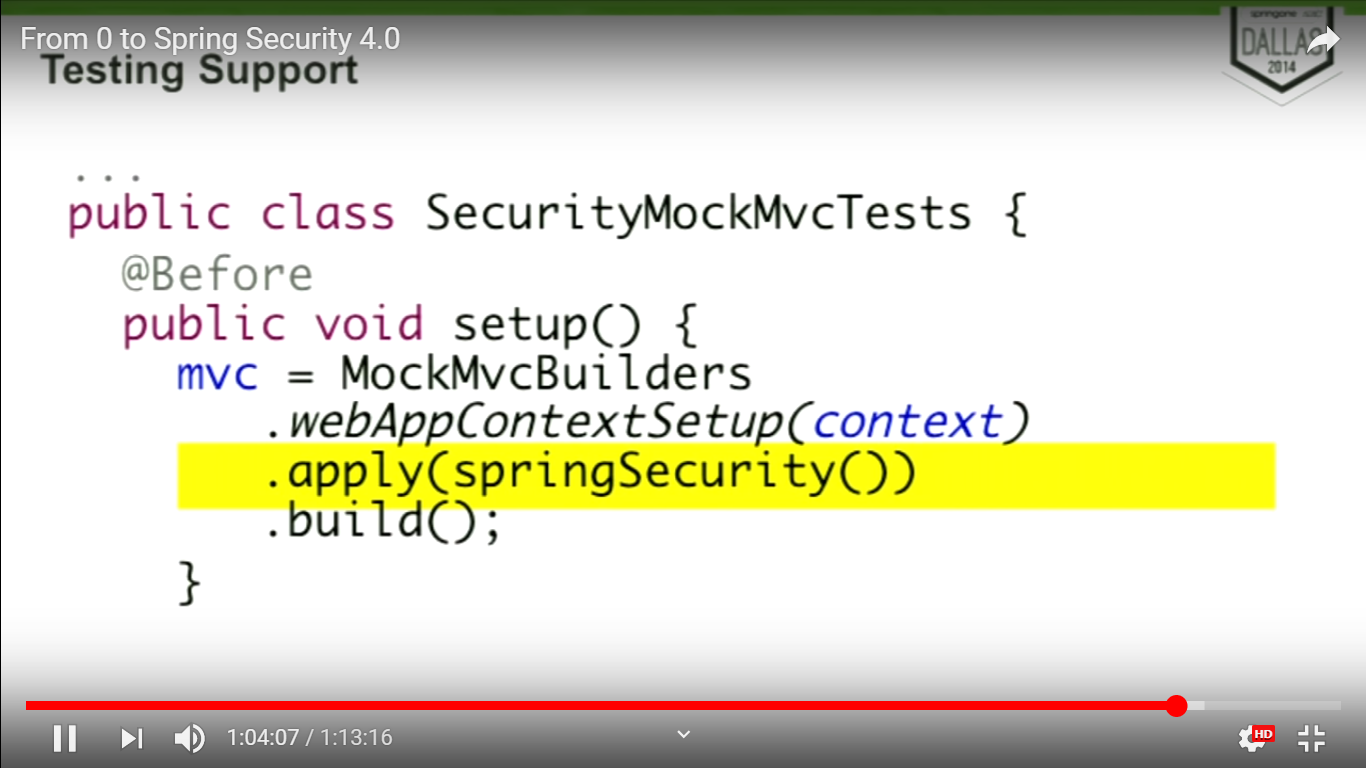 From 0 to Spring Security 4.0
Testing Support
DALLAS
2014
...
public class SecurityMockMvcTests {
@Before
public void setup() {
mvc = MockMvcBuilders
.webAppContextSetup(context)
.apply(springSecurity())
.build();
}
1:04:07 / 1:13:16
HD